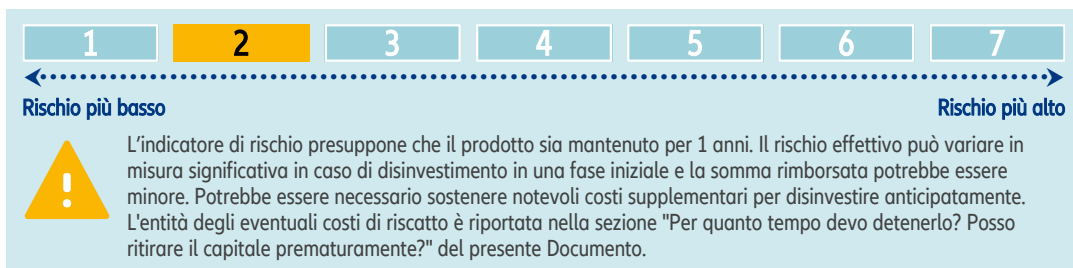 1 2 3 4 5 6 7
Rischio più basso Rischio più alto
L'indicatore di rischio presuppone che il prodotto sia mantenuto per 1 anni. Il rischio effettivo può variare in
misura significativa in caso di disinvestimento in una fase iniziale e la somma rimborsata potrebbe essere
minore. Potrebbe essere necessario sostenere notevoli costi supplementari per disinvestire anticipatamente.
L'entità degli eventuali costi di riscatto è riportata nella sezione "Per quanto tempo devo detenerlo? Posso
ritirare il capitale prematuramente?" del presente Documento.